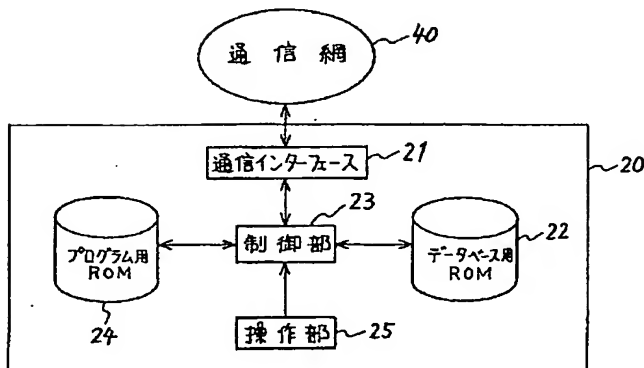 通信網
40
通信インターフェース
21
20
23
制御部
プログラム用
ROM
24
データベース用
ROM
22
操作部
25